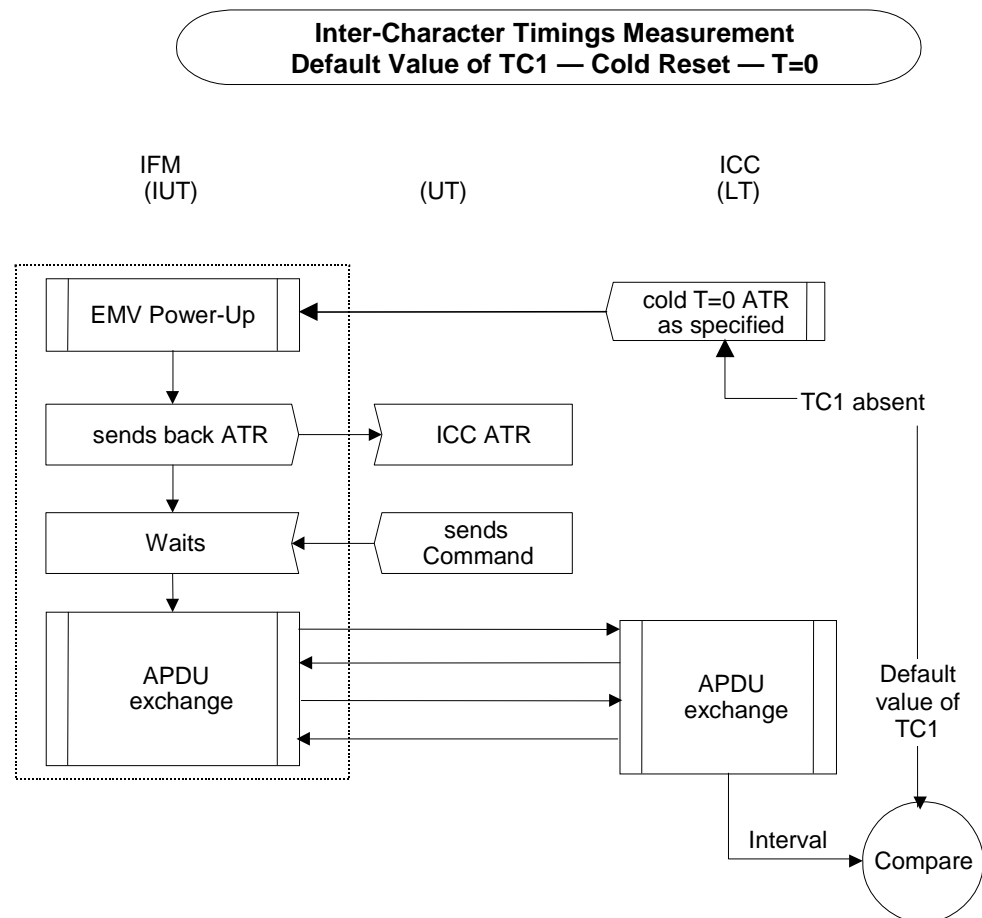 Inter-Character Timings Measurement
Default Value of TC1 — Cold Reset — T=0
IFM
(IUT)
(UT)
ICC
(LT)
EMV Power-Up
cold T=0 ATR
as specified
TC1 absent
sends back ATR
ICC ATR
Waits
sends
Command
APDU
exchange
APDU
exchange
Default
value of
TC1
Interval
Compare